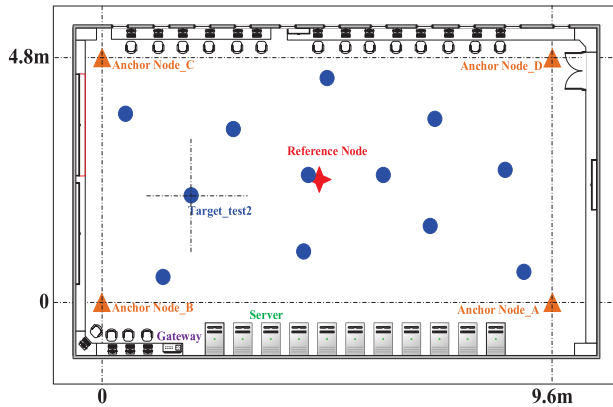 4.8m
Anchor Node_C
Anchor Node_D
Reference Node
Target_test2
0
Anchor Node_B
Anchor Node_A
Server
Gateway
0
9.6m